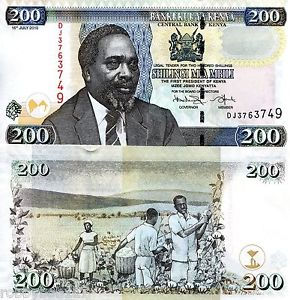 200
BANKI KUU YA KENYA
200
16th JULY 2010
CENTRAL BANK OF KENYA
DJ3763749
LEGAL TENDER FOR TWO HUNDRED SHILLINGS
SHILINGI MIA MBILI
THE FIRST PRESIDENT OF KENYA
MZEE JOMO KENYATTA
FOR THE BOARD OF DIRECTORS
GOVERNOR
MEMBER
DJ3763749
200
200
200
200
200
200